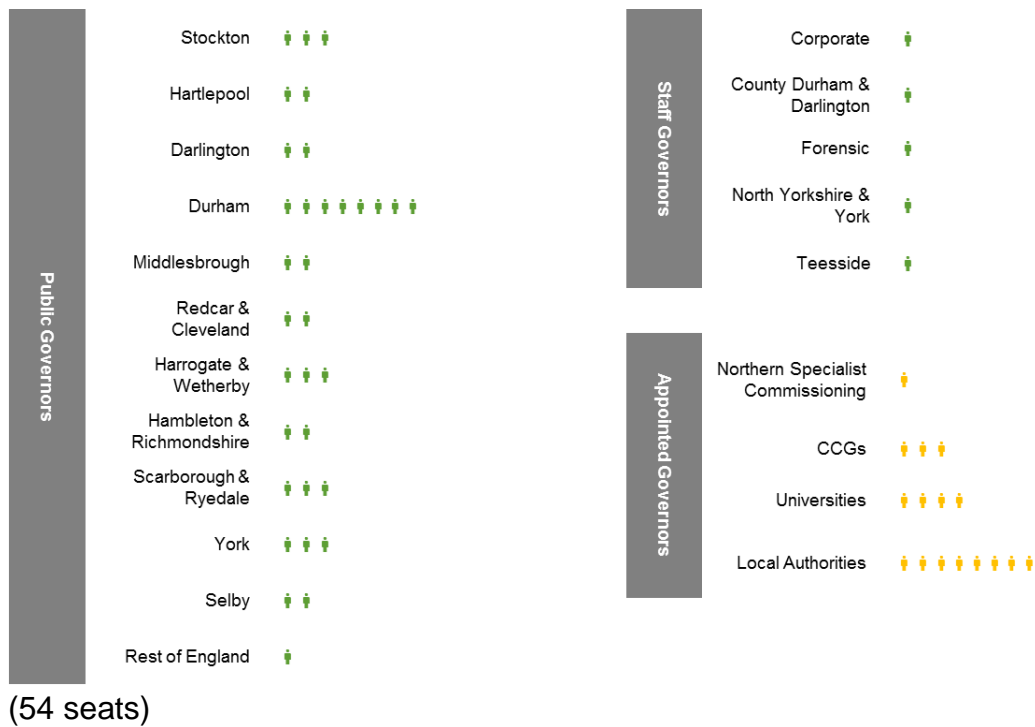 Public Governors
Stockton
Hartlepool
Darlington
Durham
Middlesbrough
Redcar &
Cleveland
Harrogate &
Wetherby
Hambleton &
Richmondshire
Scarborough &
Ryedale
York
Selby
Rest of England
Staff Governors
Corporate
County Durham &
Darlington
Forensic
North Yorkshire &
York
Teesside
Appointed Governors
Northern Specialist
Commissioning
CCGs
Universities
Local Authorities
(54 seats)